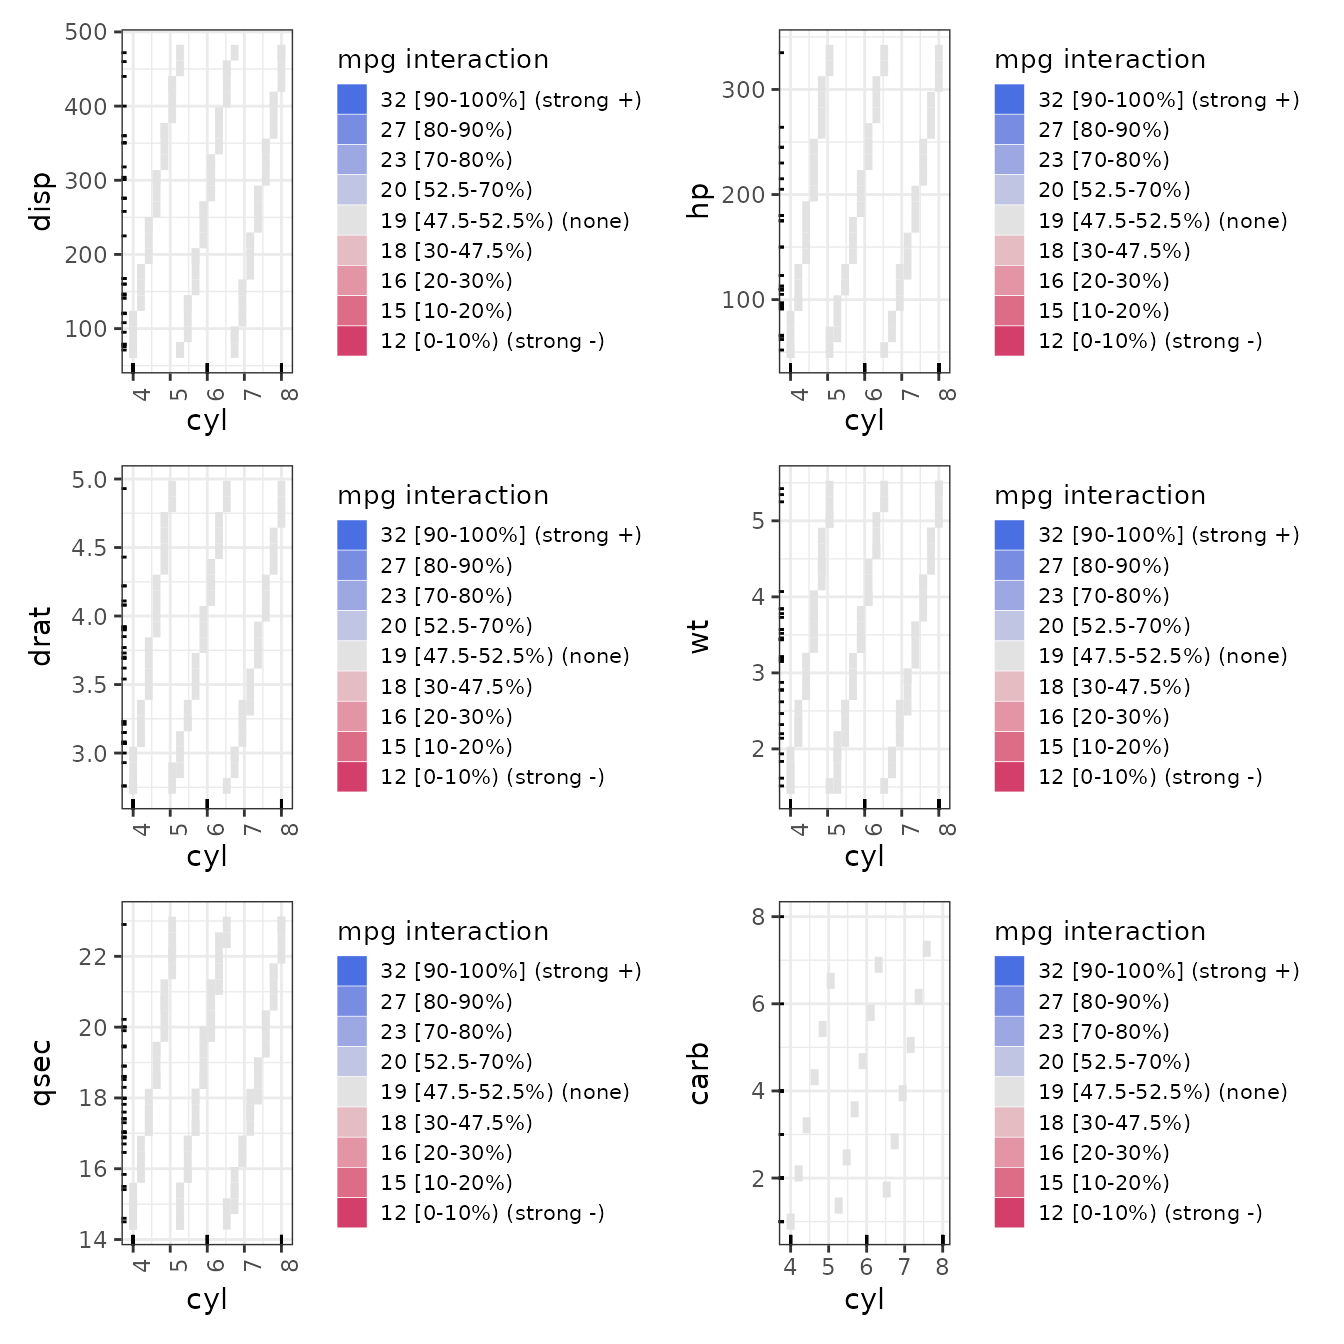 mpg interaction
500
400
300
200
100
disp
4 5 6 7 8
cyl
32 [90-100%] (strong +)
27 [80-90%)
23 [70-80%)
20 [52.5-70%)
19 [47.5-52.5%) (none)
18 [30-47.5%)
16 [20-30%)
15 [10-20%)
12 [0-10%) (strong -)
mpg interaction
300
200
100
hp
4 5 6 7 8
cyl
32 [90-100%] (strong +)
27 [80-90%)
23 [70-80%)
20 [52.5-70%)
19 [47.5-52.5%) (none)
18 [30-47.5%)
16 [20-30%)
15 [10-20%)
12 [0-10%) (strong -)
mpg interaction
5.0
4.5
4.0
3.5
3.0
drat
4 5 6 7 8
cyl
32 [90-100%] (strong +)
27 [80-90%)
23 [70-80%)
20 [52.5-70%)
19 [47.5-52.5%) (none)
18 [30-47.5%)
16 [20-30%)
15 [10-20%)
12 [0-10%) (strong -)
mpg interaction
5
4
3
2
wt
4 5 6 7 8
cyl
32 [90-100%] (strong +)
27 [80-90%)
23 [70-80%)
20 [52.5-70%)
19 [47.5-52.5%) (none)
18 [30-47.5%)
16 [20-30%)
15 [10-20%)
12 [0-10%) (strong -)
mpg interaction
22
20
18
16
14
qsec
4 5 6 7 8
cyl
32 [90-100%] (strong +)
27 [80-90%)
23 [70-80%)
20 [52.5-70%)
19 [47.5-52.5%) (none)
18 [30-47.5%)
16 [20-30%)
15 [10-20%)
12 [0-10%) (strong -)
mpg interaction
8
6
4
2
carb
4 5 6 7 8
cyl
32 [90-100%] (strong +)
27 [80-90%)
23 [70-80%)
20 [52.5-70%)
19 [47.5-52.5%) (none)
18 [30-47.5%)
16 [20-30%)
15 [10-20%)
12 [0-10%) (strong -)